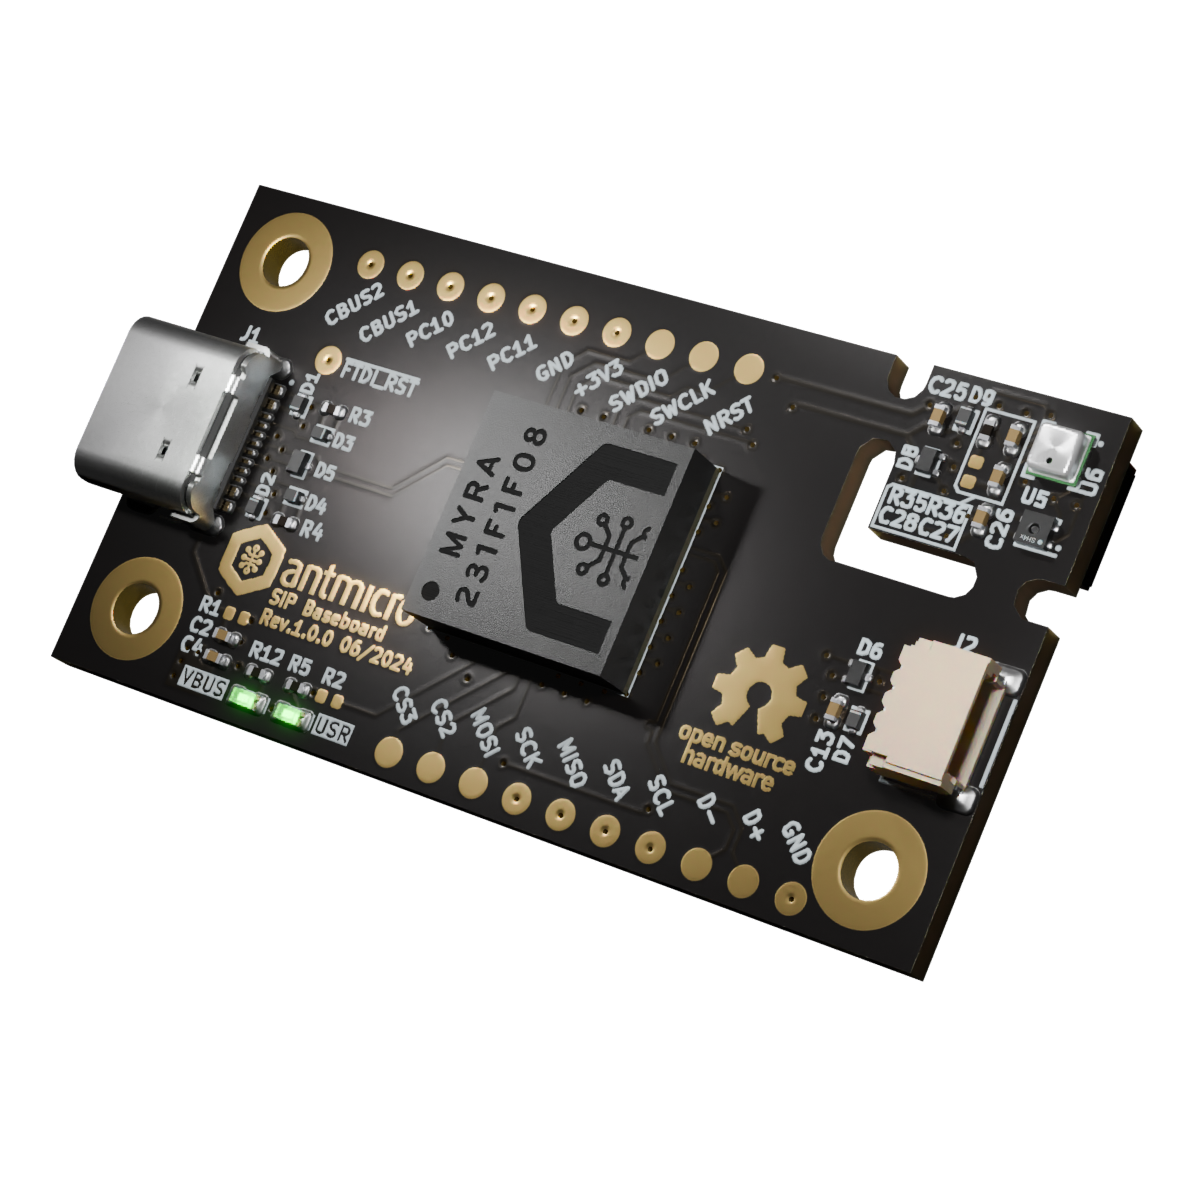 J1
CBUS2
CBUS1
PC10
PC12
PC11
GND
+3V3
SWDIO
SWCLK
NRST
FTDI_RST
D1
R3
D3
D5
D2
D4
R4
MYRA
231F1F08
C25 D9
D8
U6
U5
R35 R36
C28 C27
C26
antmicro
SiP Baseboard
Rev.1.0.0 06/2024
R1
C2
C4
R12 R5 R2
VBUS
USR
CS3
CS2
MOSI
SCK
MISO
SDA
SCL
D-
D+
GND
open source
hardware
D6
C13
D7
J2